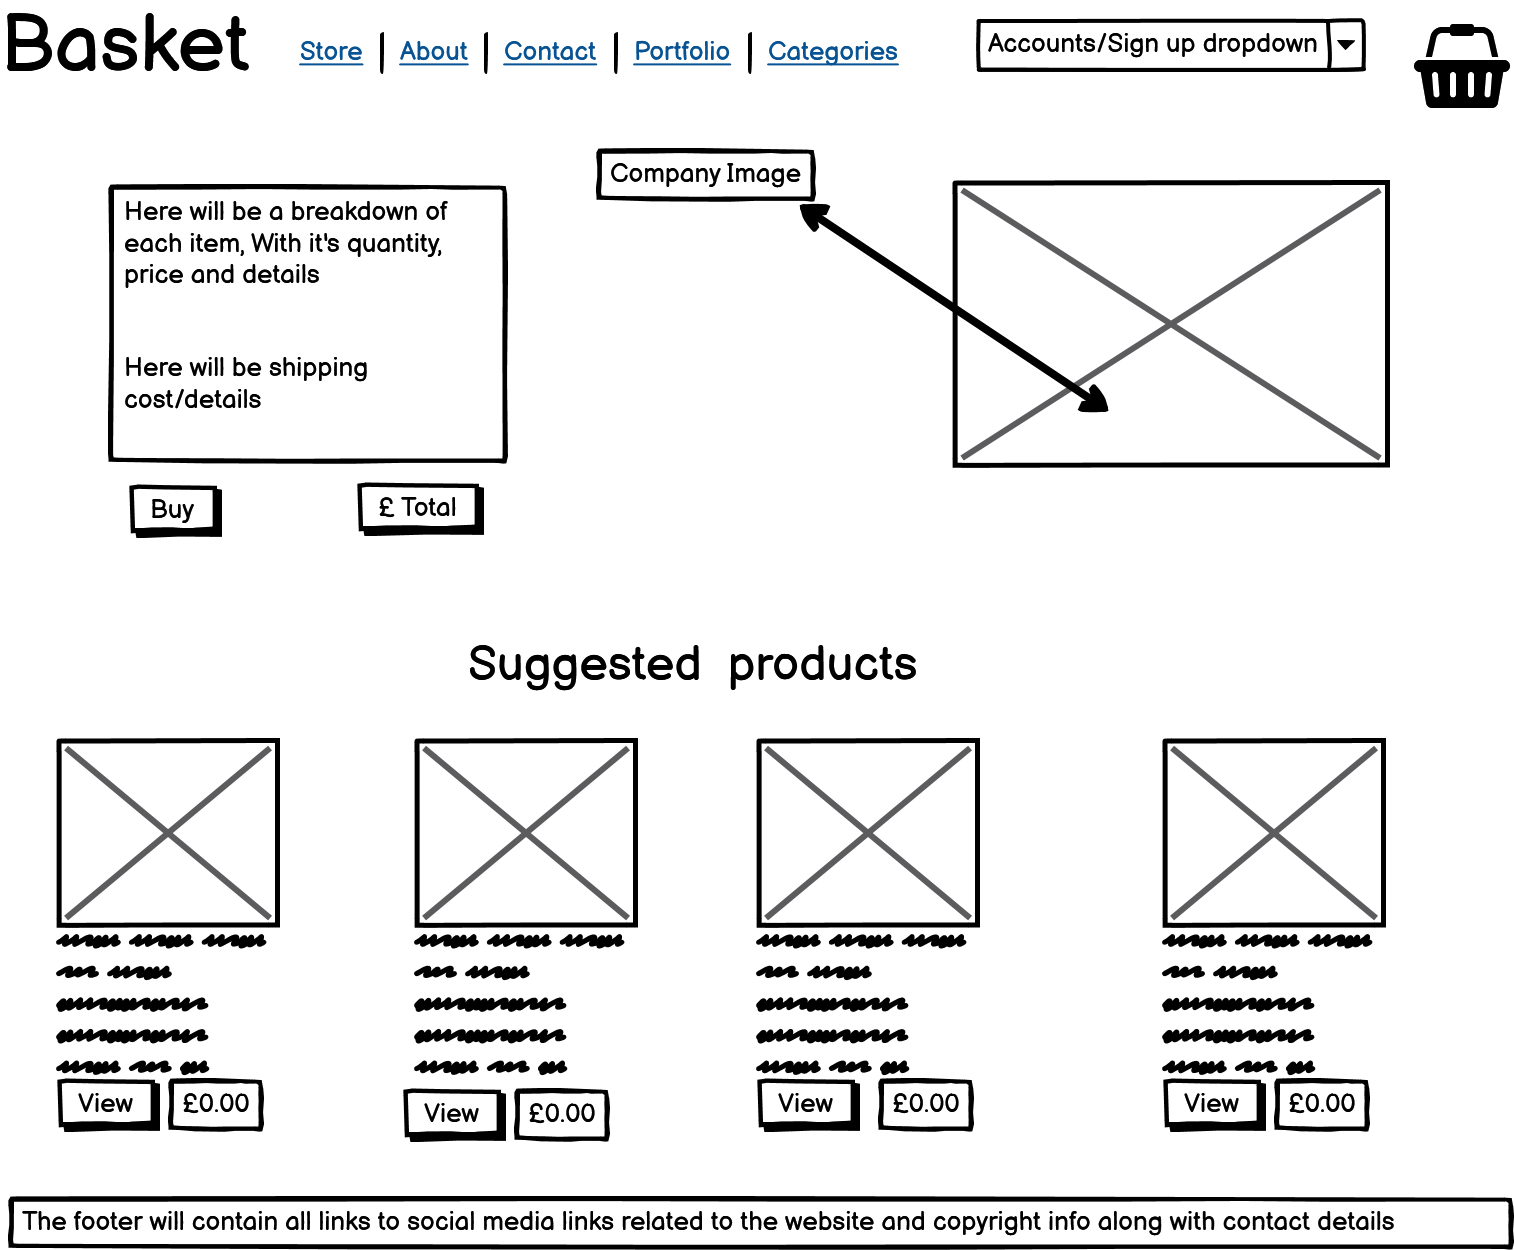 Basket
Store | About | Contact | Portfolio | Categories
Accounts/Sign up dropdown
Company Image
Here will be a breakdown of
each item, With it's quantity,
price and details
Here will be shipping
cost/details
Buy
£ Total
Suggested products
View £0.00
View £0.00
View £0.00
View £0.00
The footer will contain all links to social media links related to the website and copyright info along with contact details